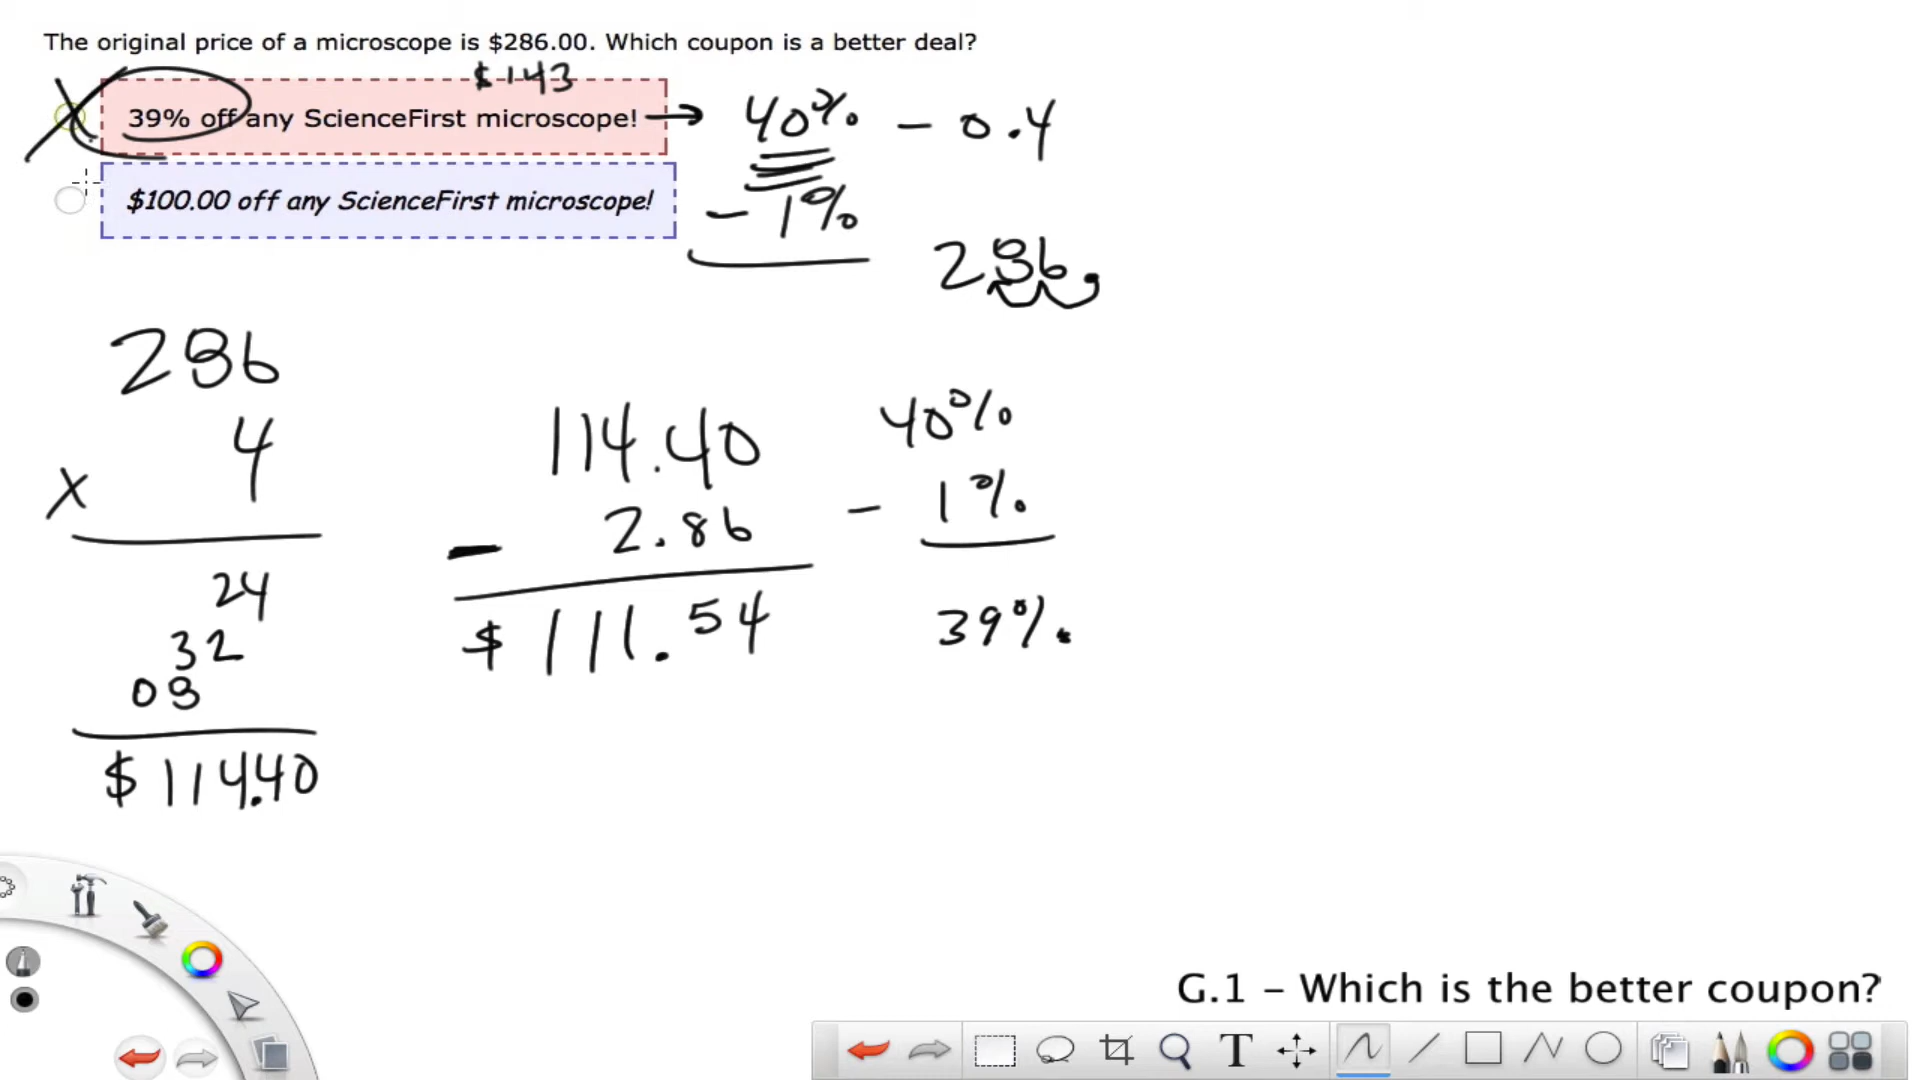 The original price of a microscope is $286.00. Which coupon is a better deal?
$143
39% off any ScienceFirst microscope!
40% - 0.4
$100.00 off any ScienceFirst microscope!
- 1%
286.
286
x 4
24
32
08
$114.40
114.40
- 2.86
$111.54
40%
- 1%
39%
G.1 – Which is the better coupon?
T